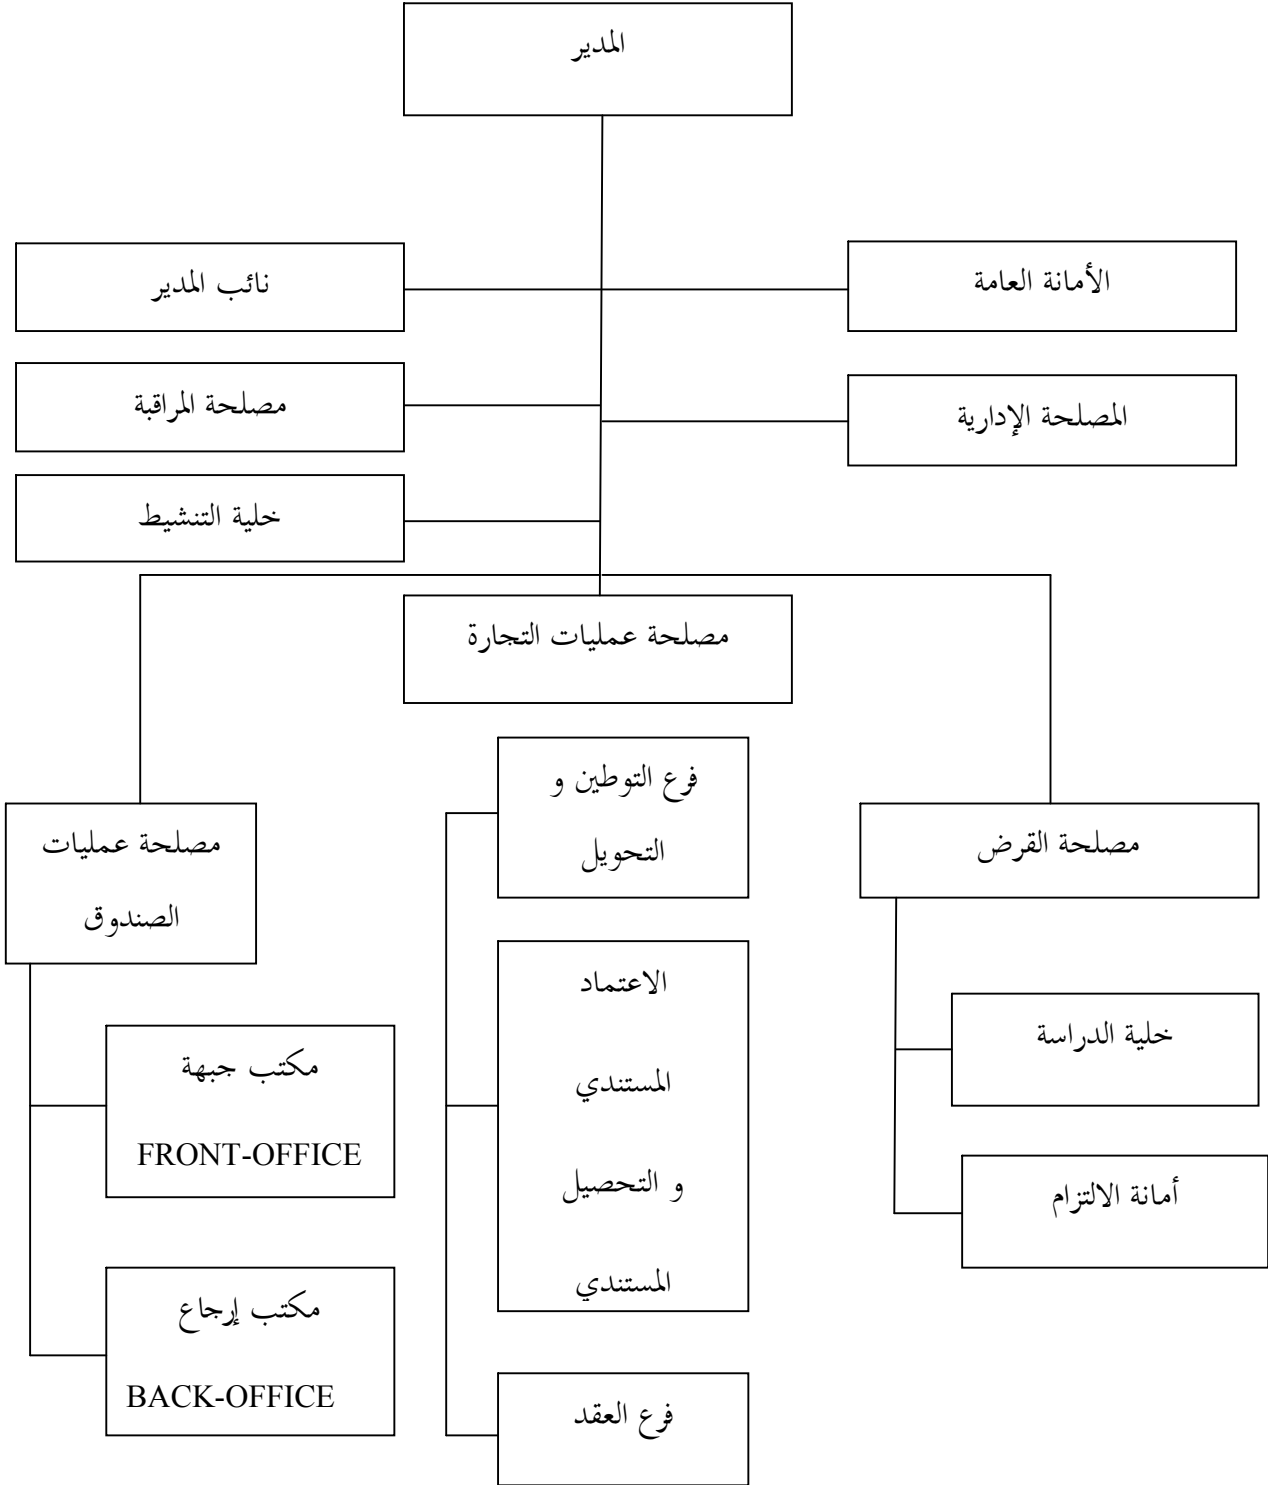 المدير
الأمانة العامة
نائب المدير
المصلحة الإدارية
مصلحة المراقبة
خلية التنشيط
مصلحة عمليات التجارة
مصلحة القرض
خلية الدراسة
أمانة الالتزام
فرع التوطين و
التحويل
الاعتماد
المستندي
و التحصيل
المستندي
فرع العقد
مصلحة عمليات
الصندوق
مكتب جبهة
FRONT-OFFICE
مكتب إرجاع
BACK-OFFICE